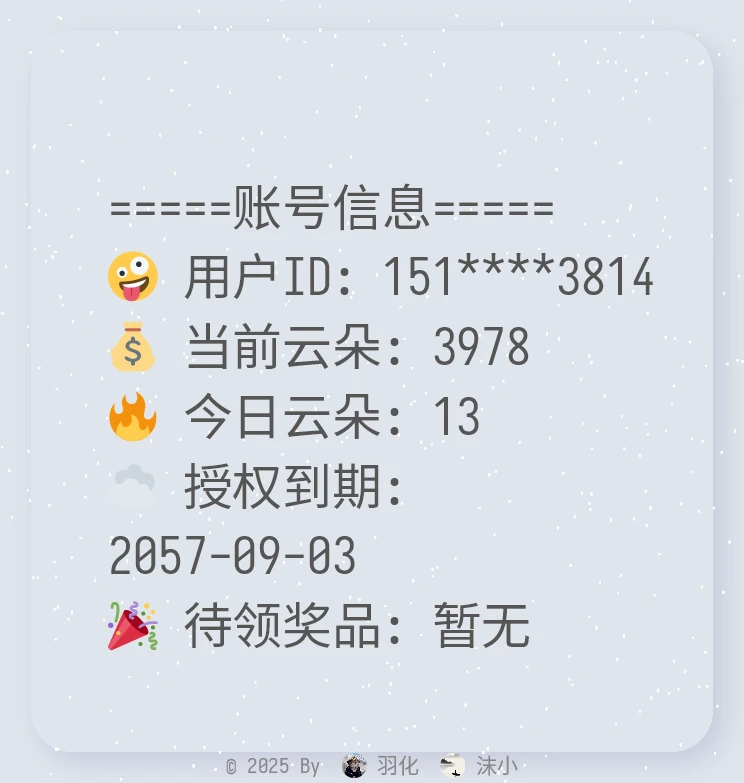 =====账号信息=====
🤪 用户ID: 151****3814
💰 当前云朵: 3978
🔥 今日云朵: 13
☁️ 授权到期:
2057-09-03
🎉 待领奖品: 暂无
© 2025 By 羽化 沫小